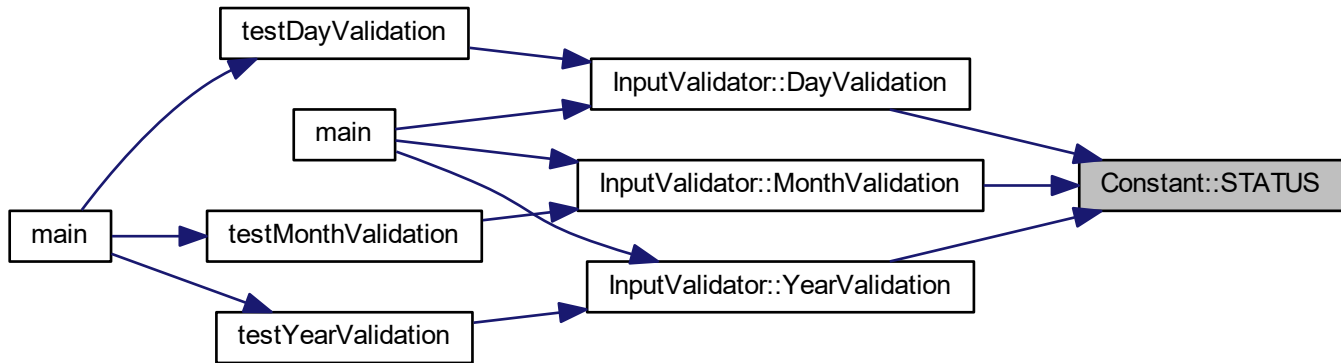 testDayValidation
InputValidator::DayValidation
main
InputValidator::MonthValidation
Constant::STATUS
main
testMonthValidation
InputValidator::YearValidation
testYearValidation